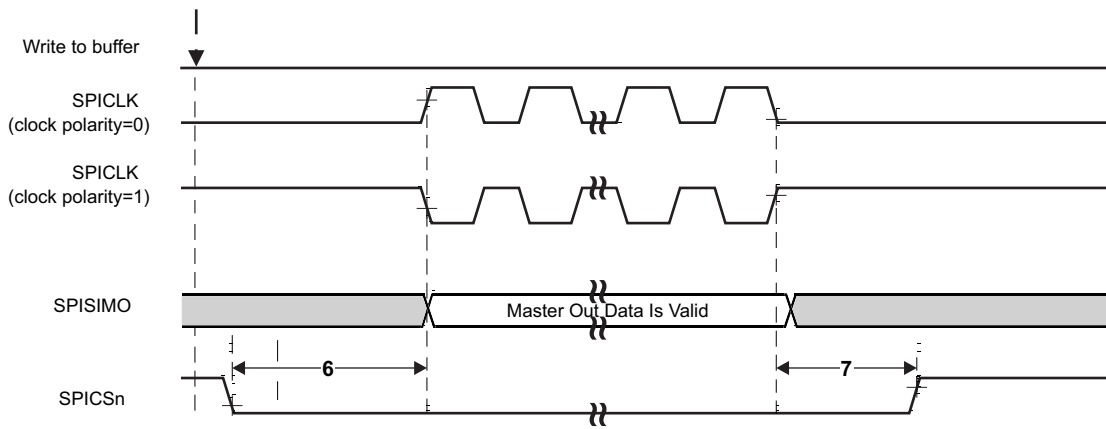 Write to buffer
SPICLK
(clock polarity=0)
SPICLK
(clock polarity=1)
SPISIMO
Master Out Data Is Valid
6
7
SPICSn